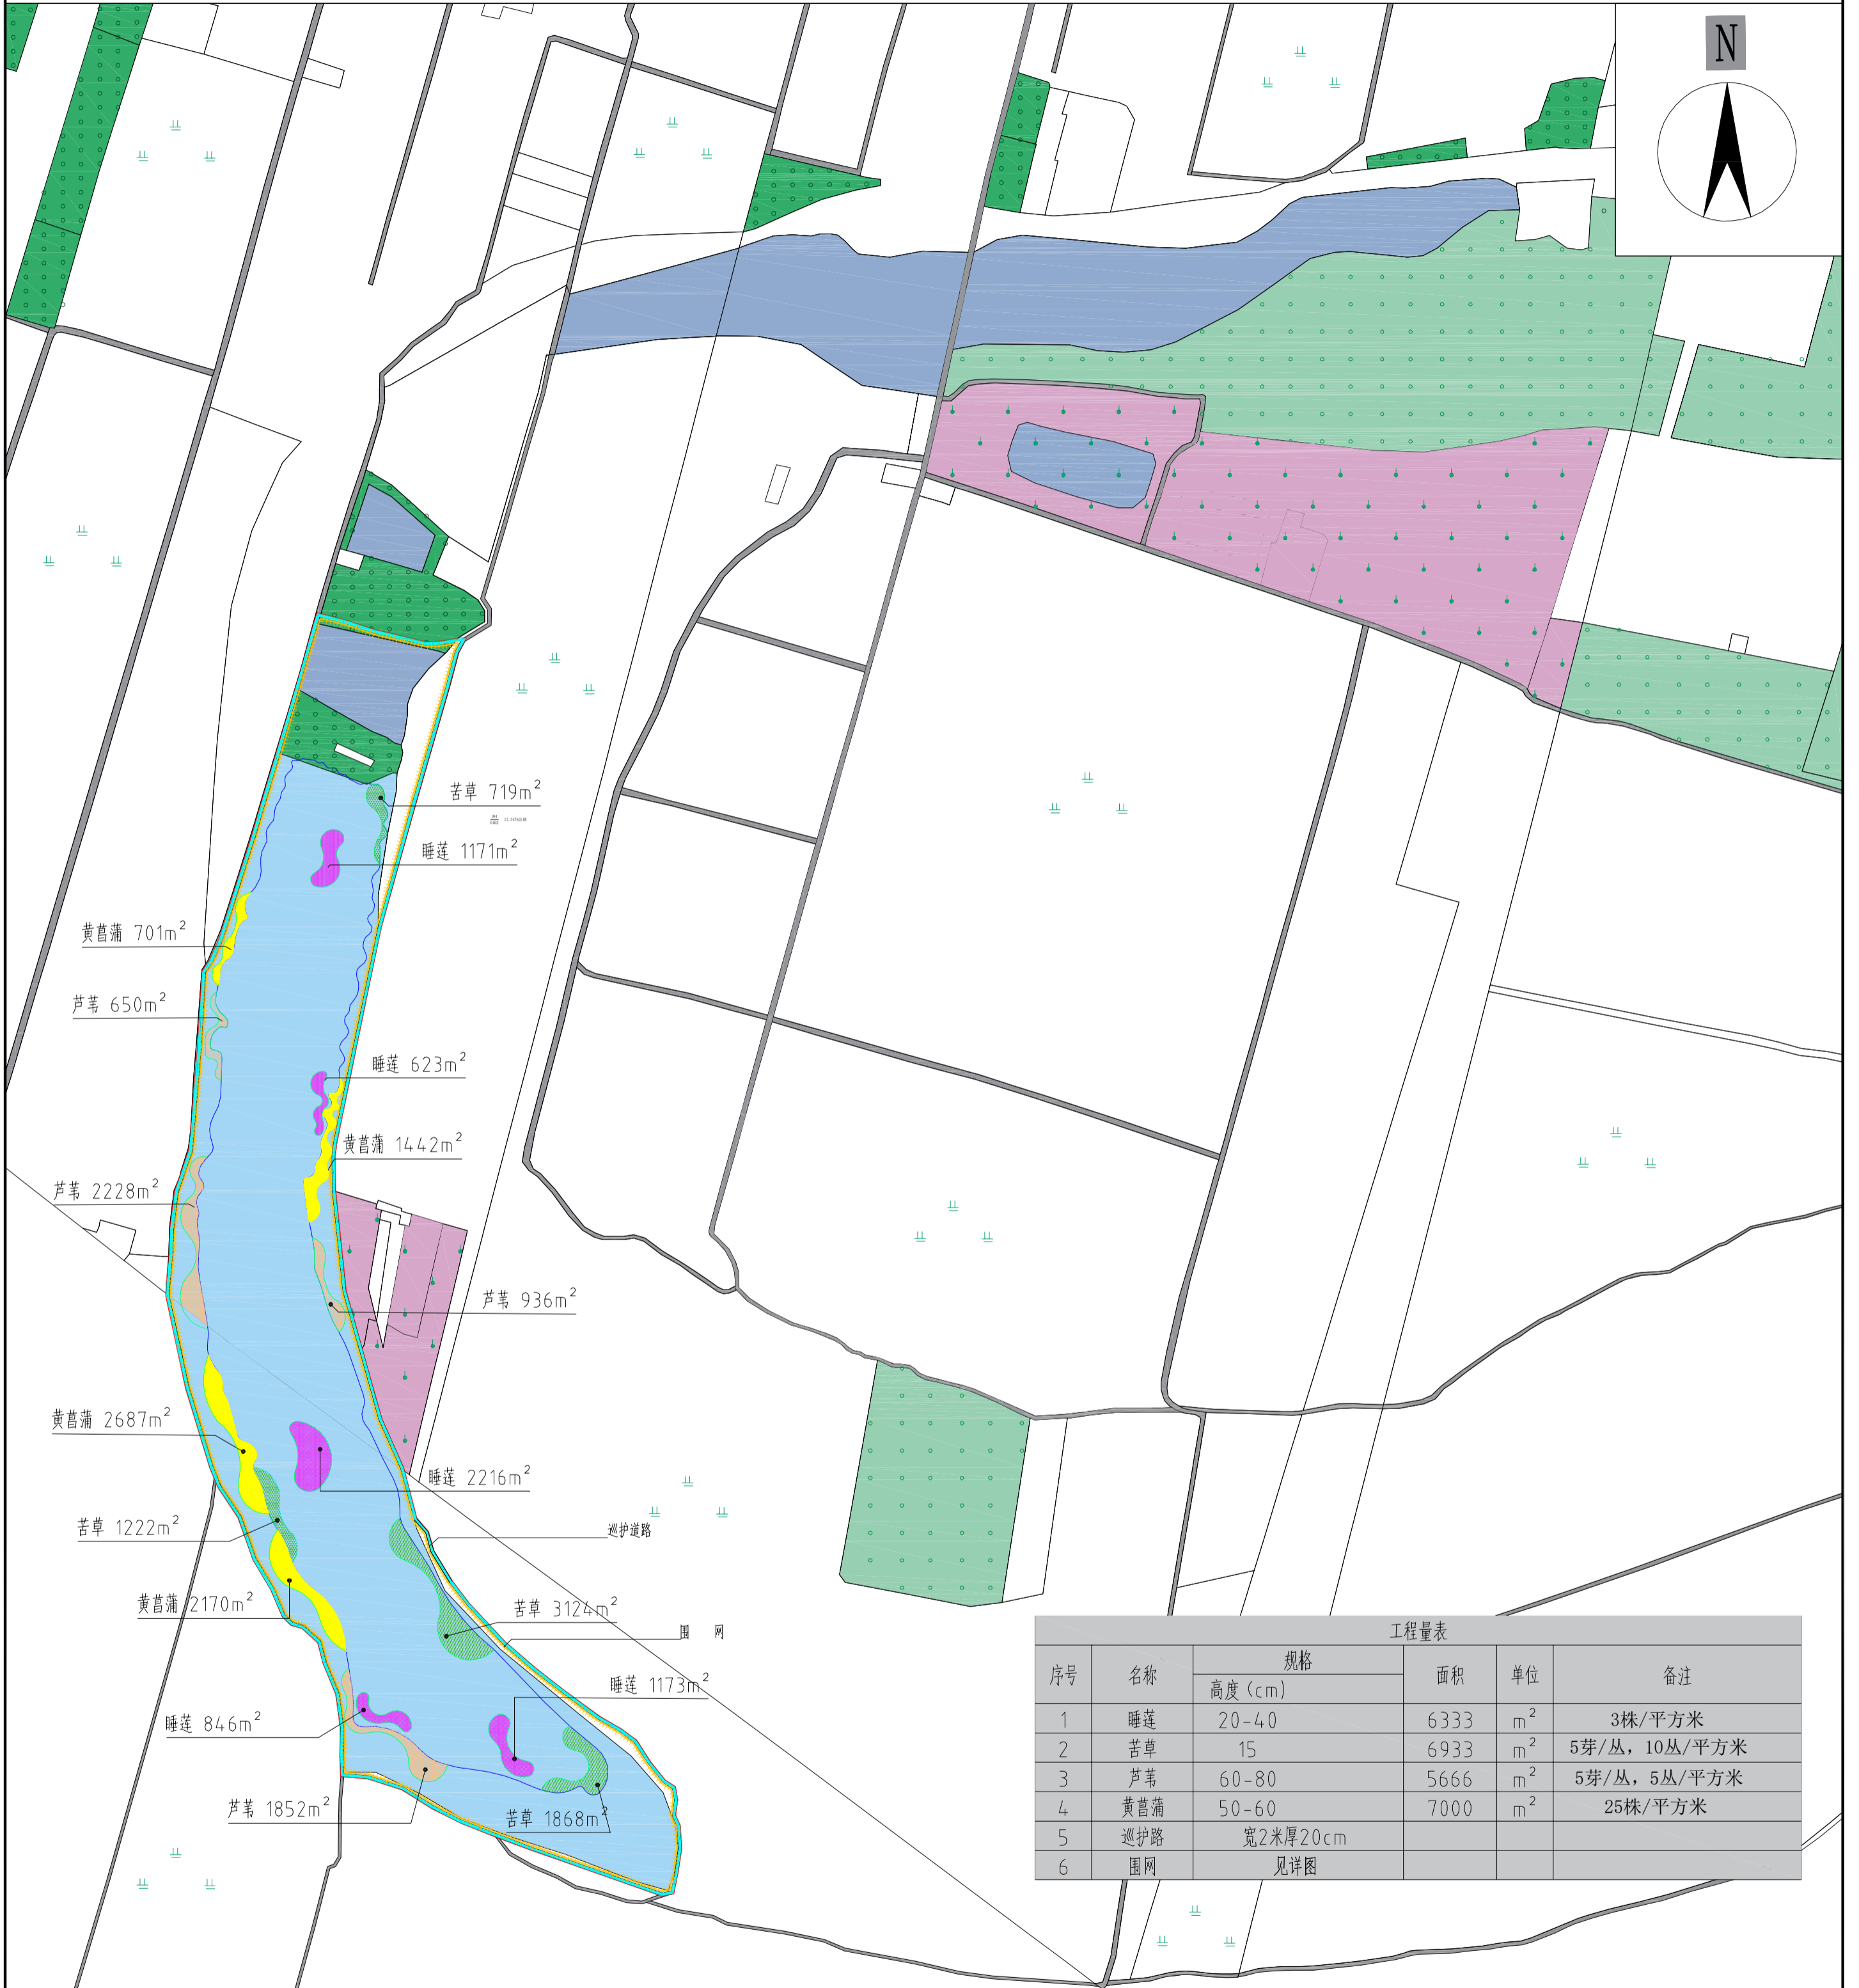 N
苦草 719m²
睡莲 1171m²
黄菖蒲 701m²
芦苇 650m²
睡莲 623m²
黄菖蒲 1442m²
芦苇 2228m²
芦苇 936m²
黄菖蒲 2687m²
睡莲 2216m²
苦草 1222m²
巡护道路
黄菖蒲 2170m²
苦草 3124m²
围 网
睡莲 1173m²
睡莲 846m²
芦苇 1852m²
苦草 1868m²
工程量表
序号 名称 规格 面积 单位 备注
高度(cm)
1 睡莲 20-40 6333 m² 3株/平方米
2 苦草 15 6933 m² 5芽/丛，10丛/平方米
3 芦苇 60-80 5666 m² 5芽/丛，5丛/平方米
4 黄菖蒲 50-60 7000 m² 25株/平方米
5 巡护路 宽2米厚20cm
6 围网 见详图